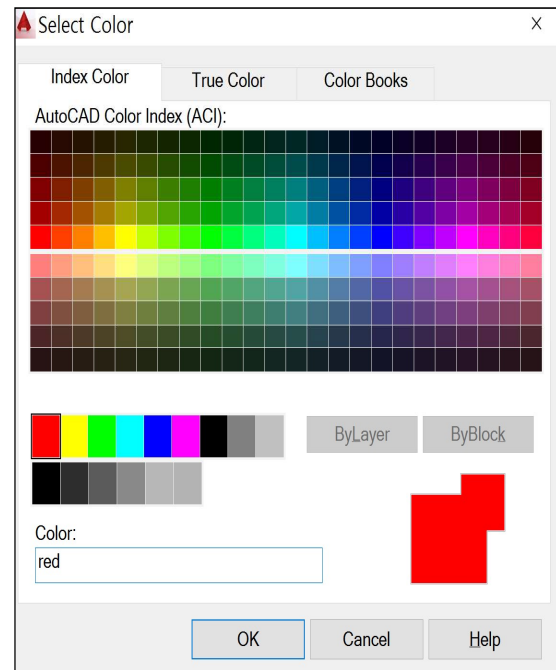 Select Color X
Index Color True Color Color Books
AutoCAD Color Index (ACI):
ByLayer ByBlock
Color:
red
OK Cancel Help